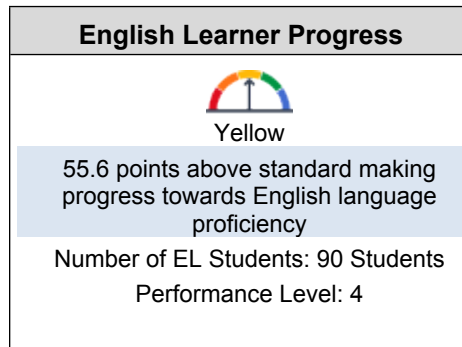 English Learner Progress
Yellow
55.6 points above standard making
progress towards English language
proficiency
Number of EL Students: 90 Students
Performance Level: 4